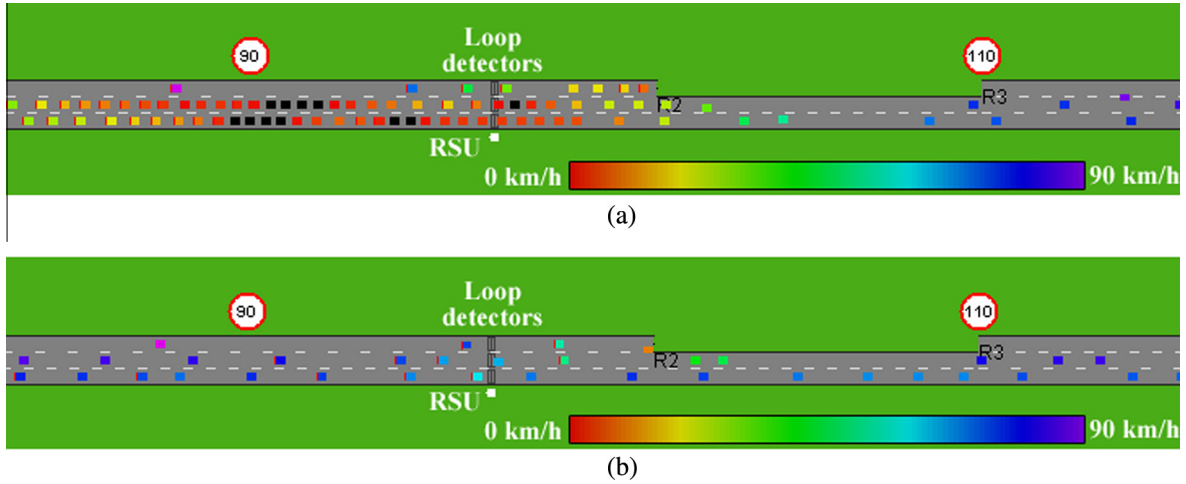 90
Loop
detectors
110
R2
R3
RSU
0 km/h
90 km/h
(a)
90
Loop
detectors
110
R2
R3
RSU
0 km/h
90 km/h
(b)